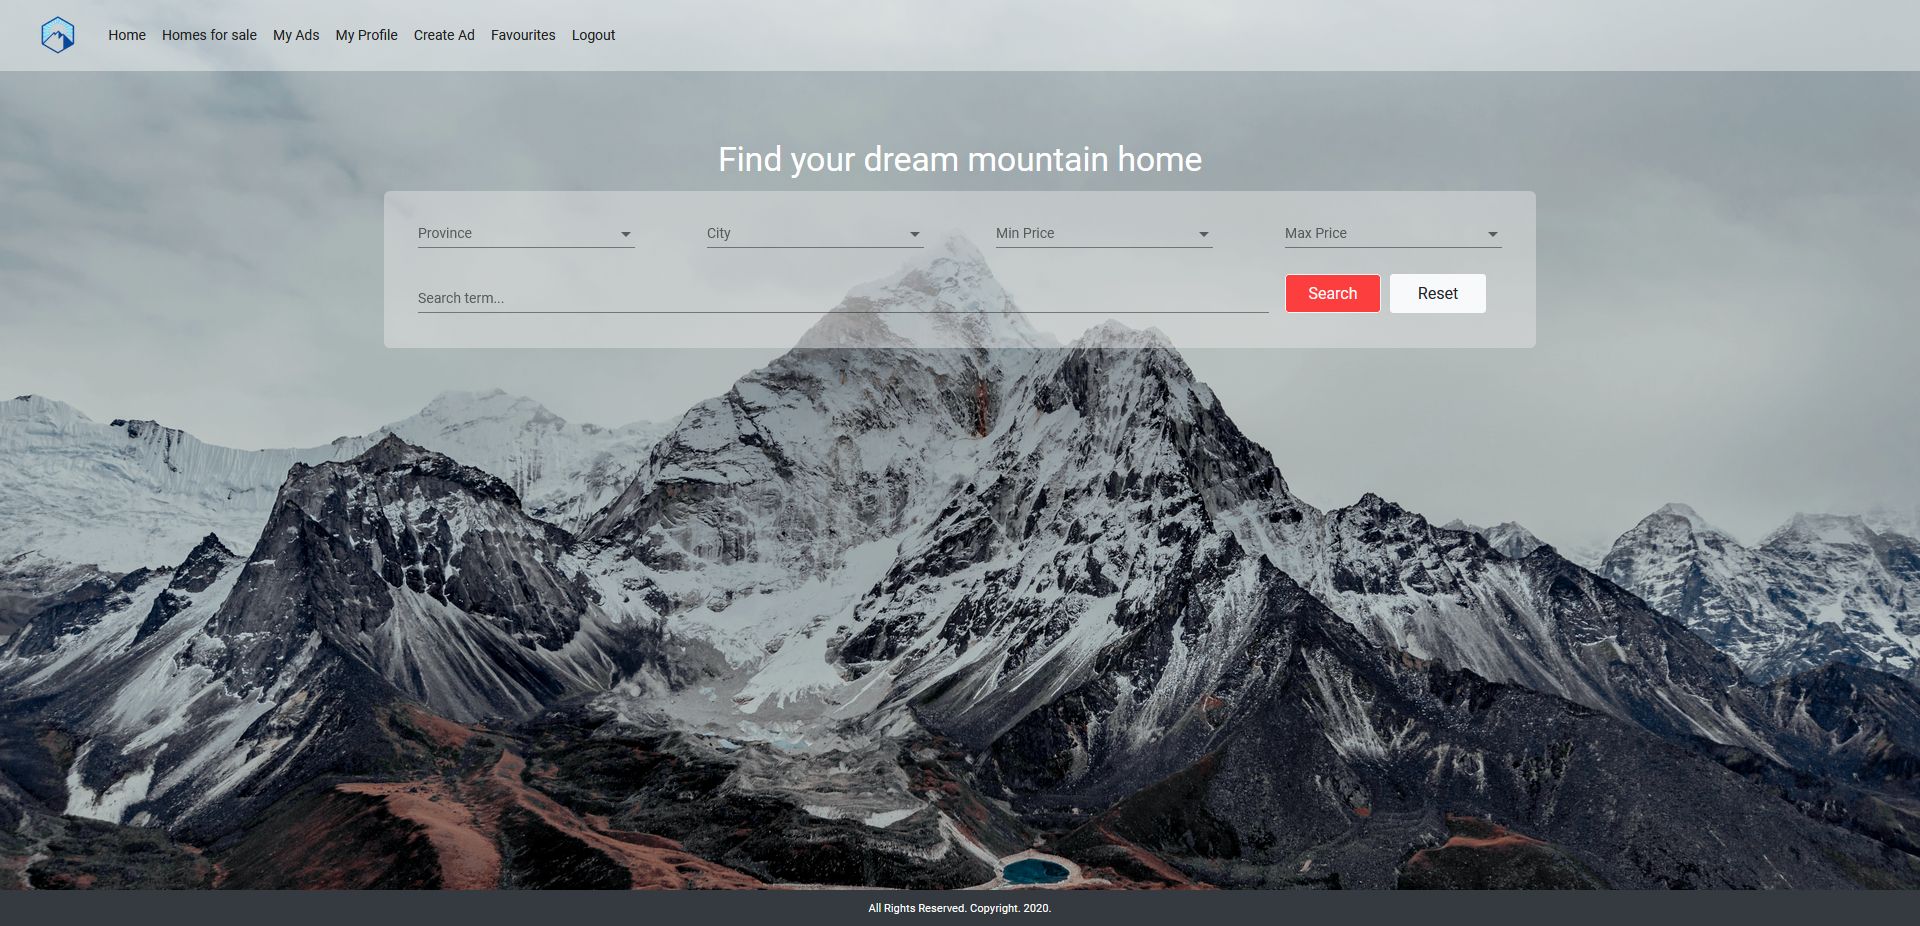 Home Homes for sale My Ads My Profile Create Ad Favourites Logout
Find your dream mountain home
Province City Min Price Max Price
Search term... Search Reset
All Rights Reserved. Copyright. 2020.